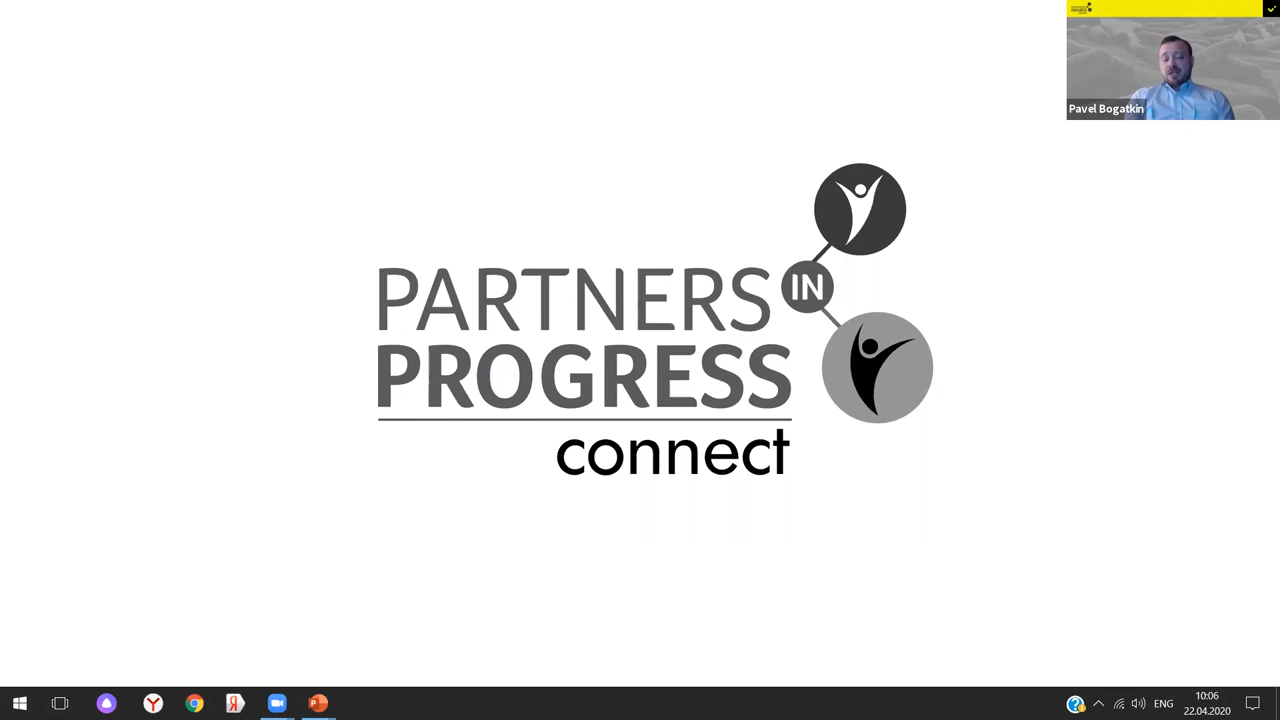 PARTNERS
IN
PROGRESS
connect
Pavel Bogatkin
ENG
10:06
22.04.2020